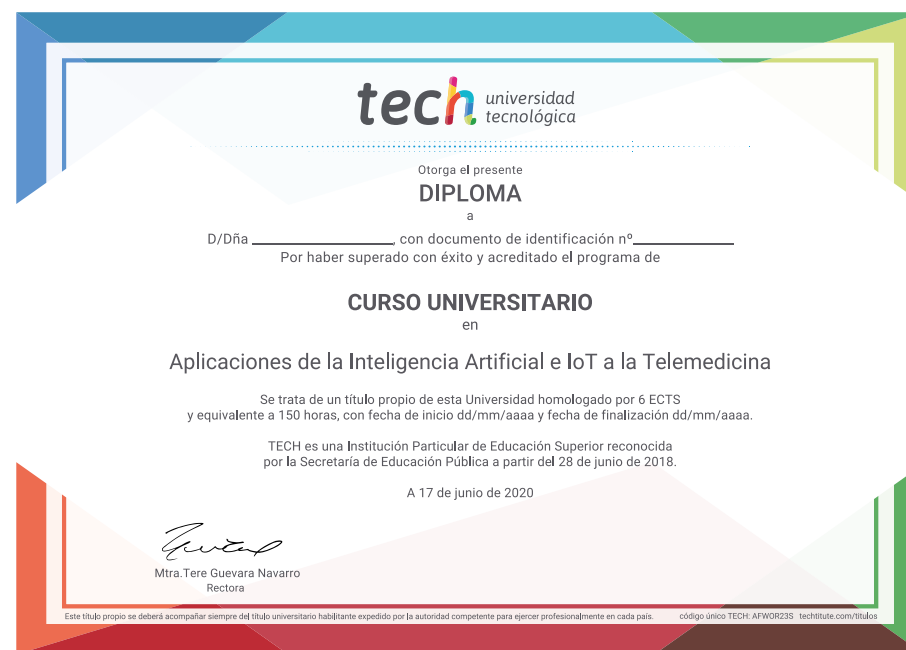 tech universidad
tecnológica
Otorga el presente
DIPLOMA
a
D/Dña ____________________, con documento de identificación nº______________
Por haber superado con éxito y acreditado el programa de
CURSO UNIVERSITARIO
en
Aplicaciones de la Inteligencia Artificial e IoT a la Telemedicina
Se trata de un título propio de esta Universidad homologado por 6 ECTS
y equivalente a 150 horas, con fecha de inicio dd/mm/aaaa y fecha de finalización dd/mm/aaaa.
TECH es una Institución Particular de Educación Superior reconocida
por la Secretaría de Educación Pública a partir del 28 de junio de 2018.
A 17 de junio de 2020
Mtra.Tere Guevara Navarro
Rectora
Este título propio se deberá acompañar siempre del título universitario habilitante expedido por la autoridad competente para ejercer profesionalmente en cada país. código único TECH: AFWOR23S techtitute.com/titulos